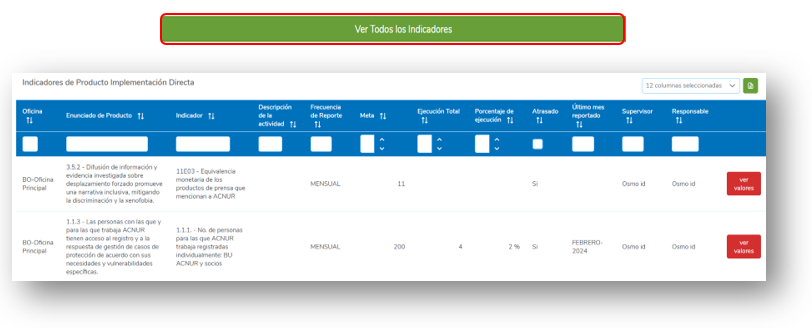 Ver Todos los Indicadores
Indicadores de Producto Implementación Directa
12 columnas seleccionadas
Oficina
Enunciado de Producto
Indicador
Descripción de la actividad
Frecuencia de Reporte
Meta
Ejecución Total
Porcentaje de ejecución
Atrasado
Último mes reportado
Supervisor
Responsable
BO-Oficina Principal
3.5.2 - Difusión de información y
evidencia investigada sobre
desplazamiento forzado promueve
una narrativa inclusiva, mitigando
la discriminación y la xenofobia.
11E03 - Equivalencia
monetaria de los
productos de prensa que
mencionan a ACNUR
MENSUAL
11
Si
Osmo id
Osmo id
ver
valores
BO-Oficina
Principal
1.1.3 - Las personas con las que y
para las que trabaja ACNUR
tienen acceso al registro y a la
respuesta de gestión de casos de
protección de acuerdo con sus
necesidades y vulnerabilidades
específicas.
1.1.1. - No. de personas
para las que ACNUR
trabaja registradas
individualmente: BU
ACNUR y socios
MENSUAL
200
4
2 %
Si
FEBRERO-
2024
Osmo id
Osmo id
ver
valores